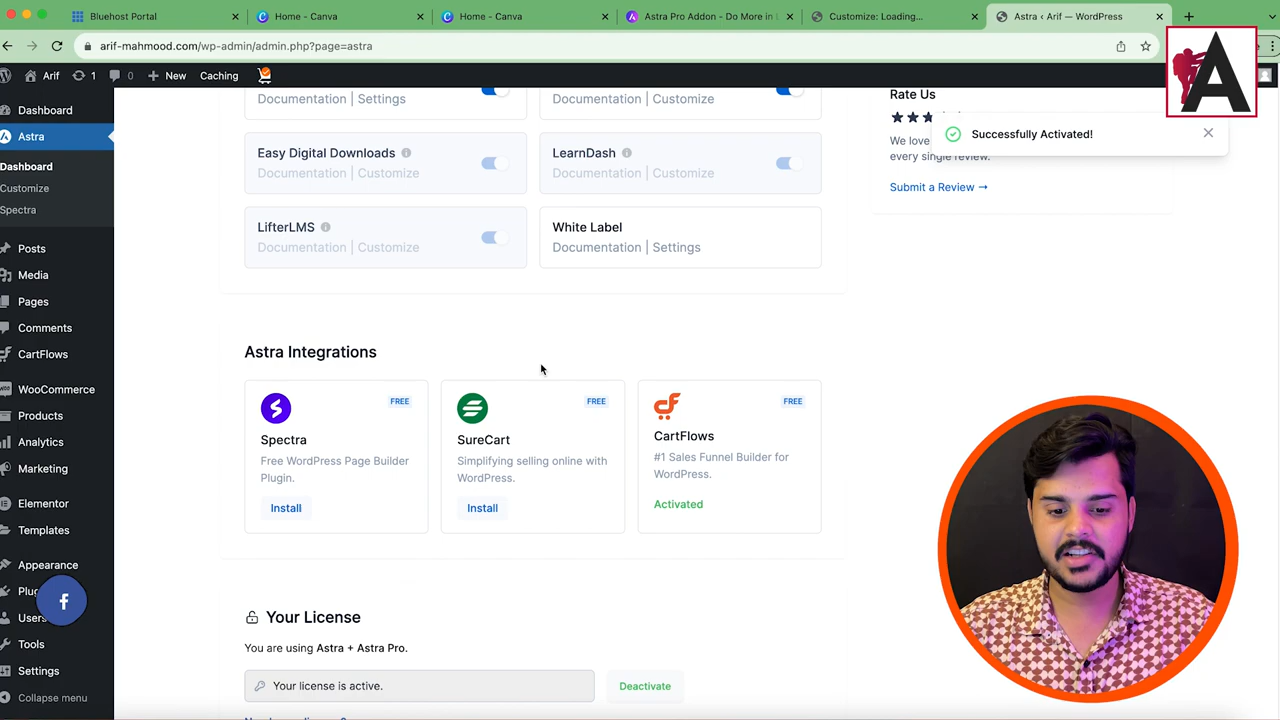 Bluehost Portal
Home - Canva
Home - Canva
Astra Pro Addon - Do More in L
Customize: Loading...
Astra ‹ Arif — WordPress
arif-mahmood.com/wp-admin/admin.php?page=astra
Arif
1
0
New
Caching
Dashboard
Astra
Dashboard
Customize
Spectra
Posts
Media
Pages
Comments
CartFlows
WooCommerce
Products
Analytics
Marketing
Elementor
Templates
Appearance
Plug
Users
Tools
Settings
Collapse menu
Documentation | Settings
Documentation | Customize
Easy Digital Downloads
Documentation | Customize
LearnDash
Documentation | Customize
LifterLMS
Documentation | Customize
White Label
Documentation | Settings
Astra Integrations
FREE
Spectra
Free WordPress Page Builder
Plugin.
Install
FREE
SureCart
Simplifying selling online with
WordPress.
Install
FREE
CartFlows
#1 Sales Funnel Builder for
WordPress.
Activated
Your License
You are using Astra + Astra Pro.
Your license is active.
Deactivate
Rate Us
Successfully Activated!
We love
every single review.
Submit a Review →
A